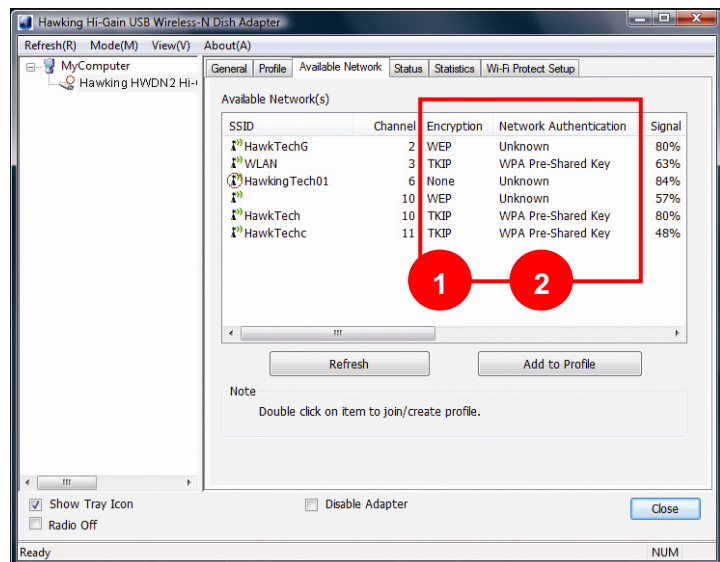 Hawking Hi-Gain USB Wireless-N Dish Adapter
Refresh(R) Mode(M) View(V) About(A)
MyComputer
Hawking HWDN2 Hi-
General Profile Available Network Status Statistics Wi-Fi Protect Setup
Available Network(s)
SSID Channel Encryption Network Authentication Signal
HawkTechG 2 WEP Unknown 80%
WLAN 3 TKIP WPA Pre-Shared Key 63%
HawkingTech01 6 None Unknown 84%
10 WEP Unknown 57%
HawkTech 10 TKIP WPA Pre-Shared Key 80%
HawkTechc 11 TKIP WPA Pre-Shared Key 48%
1 2
Refresh Add to Profile
Note
Double click on item to join/create profile.
Show Tray Icon Disable Adapter Close
Radio Off
Ready NUM